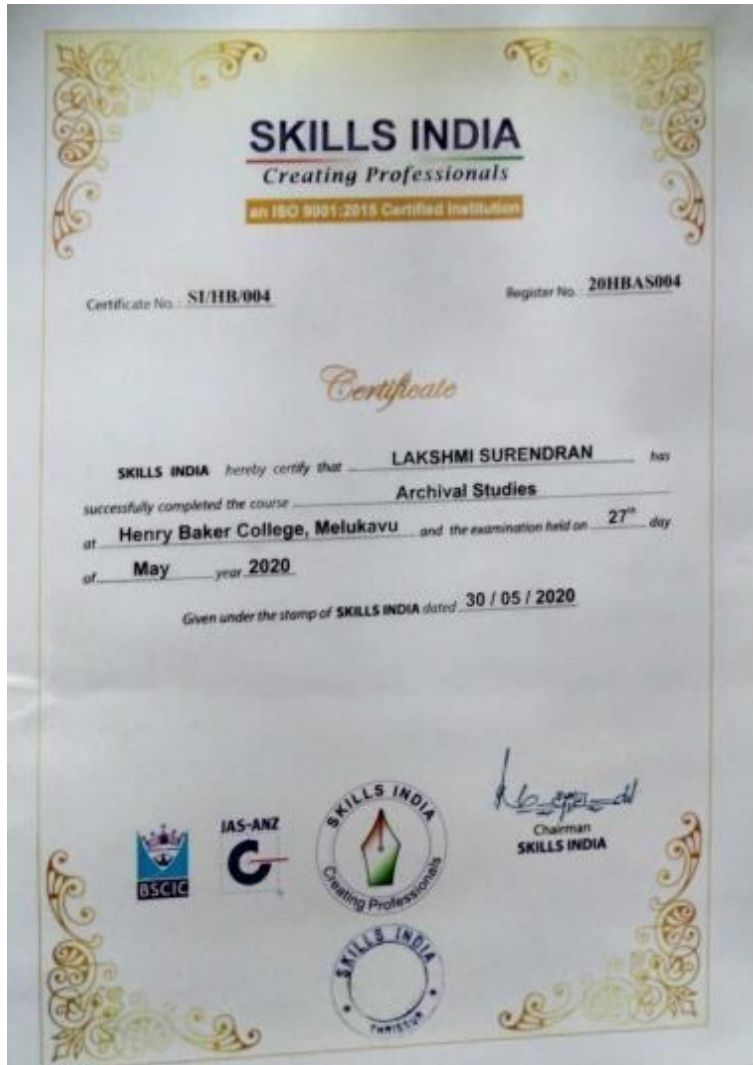 SKILLS INDIA
Creating Professionals
an ISO 9001:2015 Certified Institution
Certificate No. : SI/HB/004
Register No. 20HBAS004
Certificate
SKILLS INDIA hereby certify that LAKSHMI SURENDRAN has
successfully completed the course Archival Studies
at Henry Baker College, Melukavu and the examination held on 27th day
of May year 2020
Given under the stamp of SKILLS INDIA dated 30 / 05 / 2020
Chairman
SKILLS INDIA
BSCIC
JAS-ANZ
SKILLS INDIA
Creating Professionals
SKILLS INDIA
THRISSUR